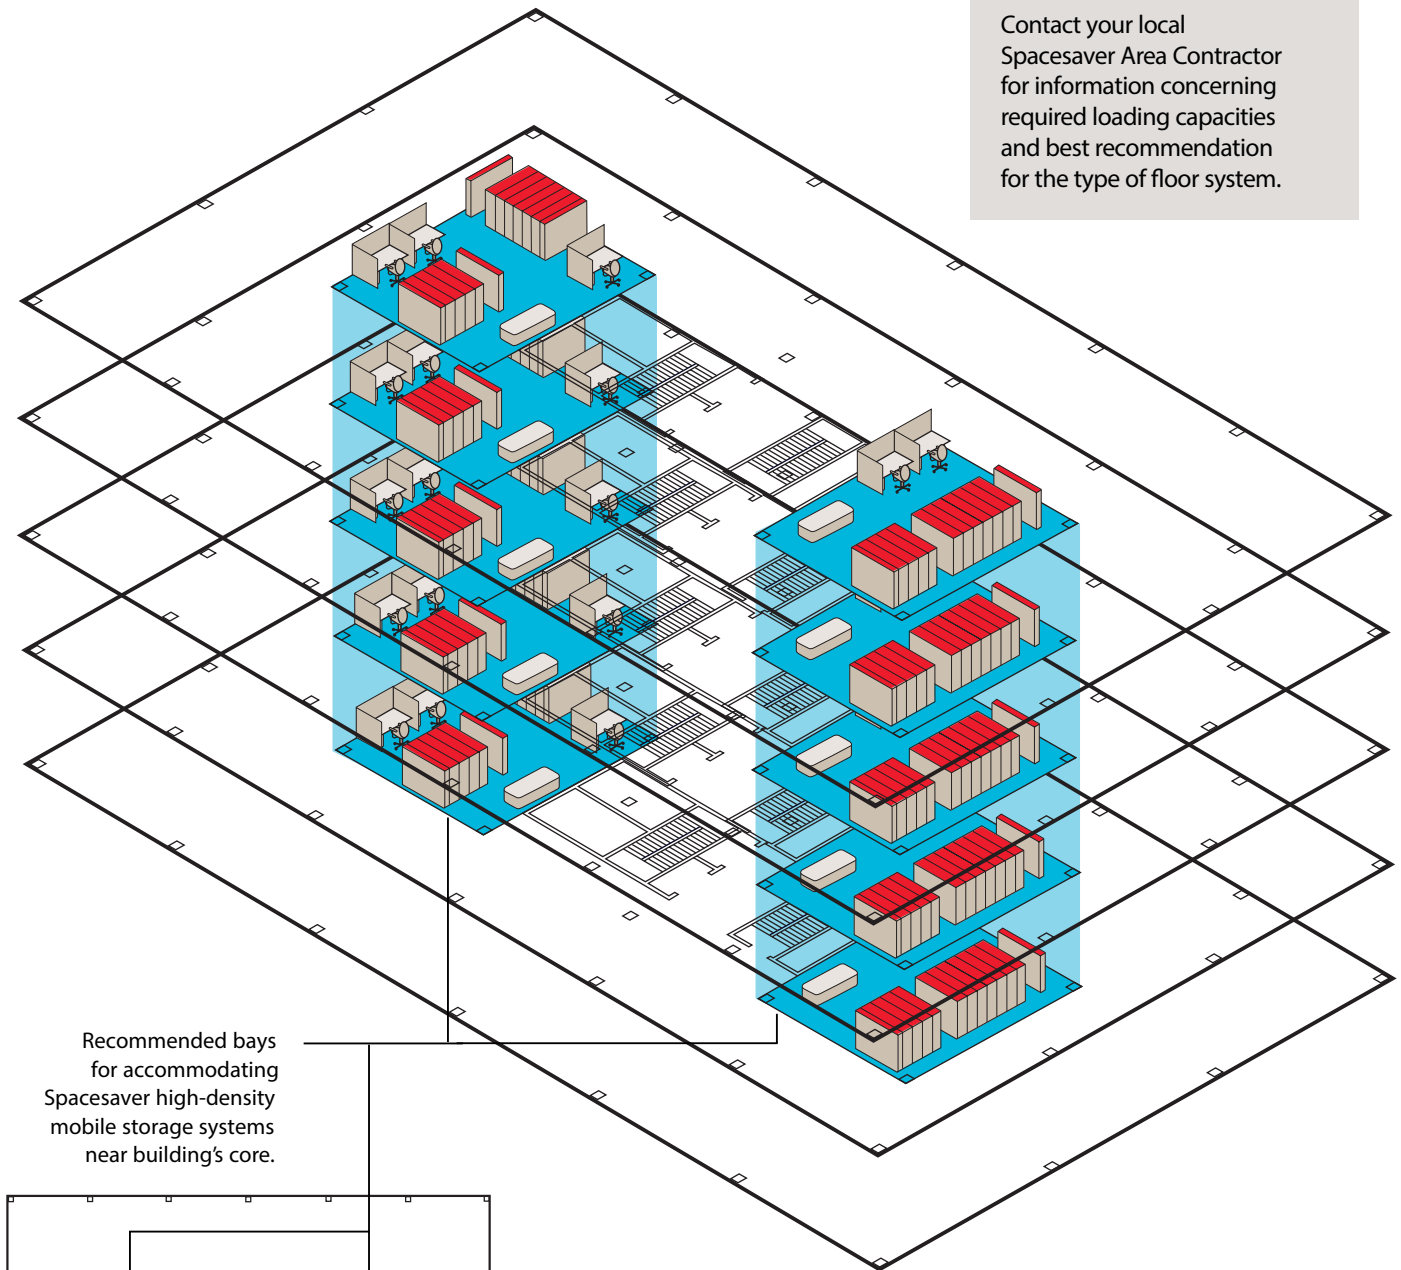 Contact your local
Spacesaver Area Contractor
for information concerning
required loading capacities
and best recommendation
for the type of floor system.
Recommended bays
for accommodating
Spacesaver high-density
mobile storage systems
near building’s core.